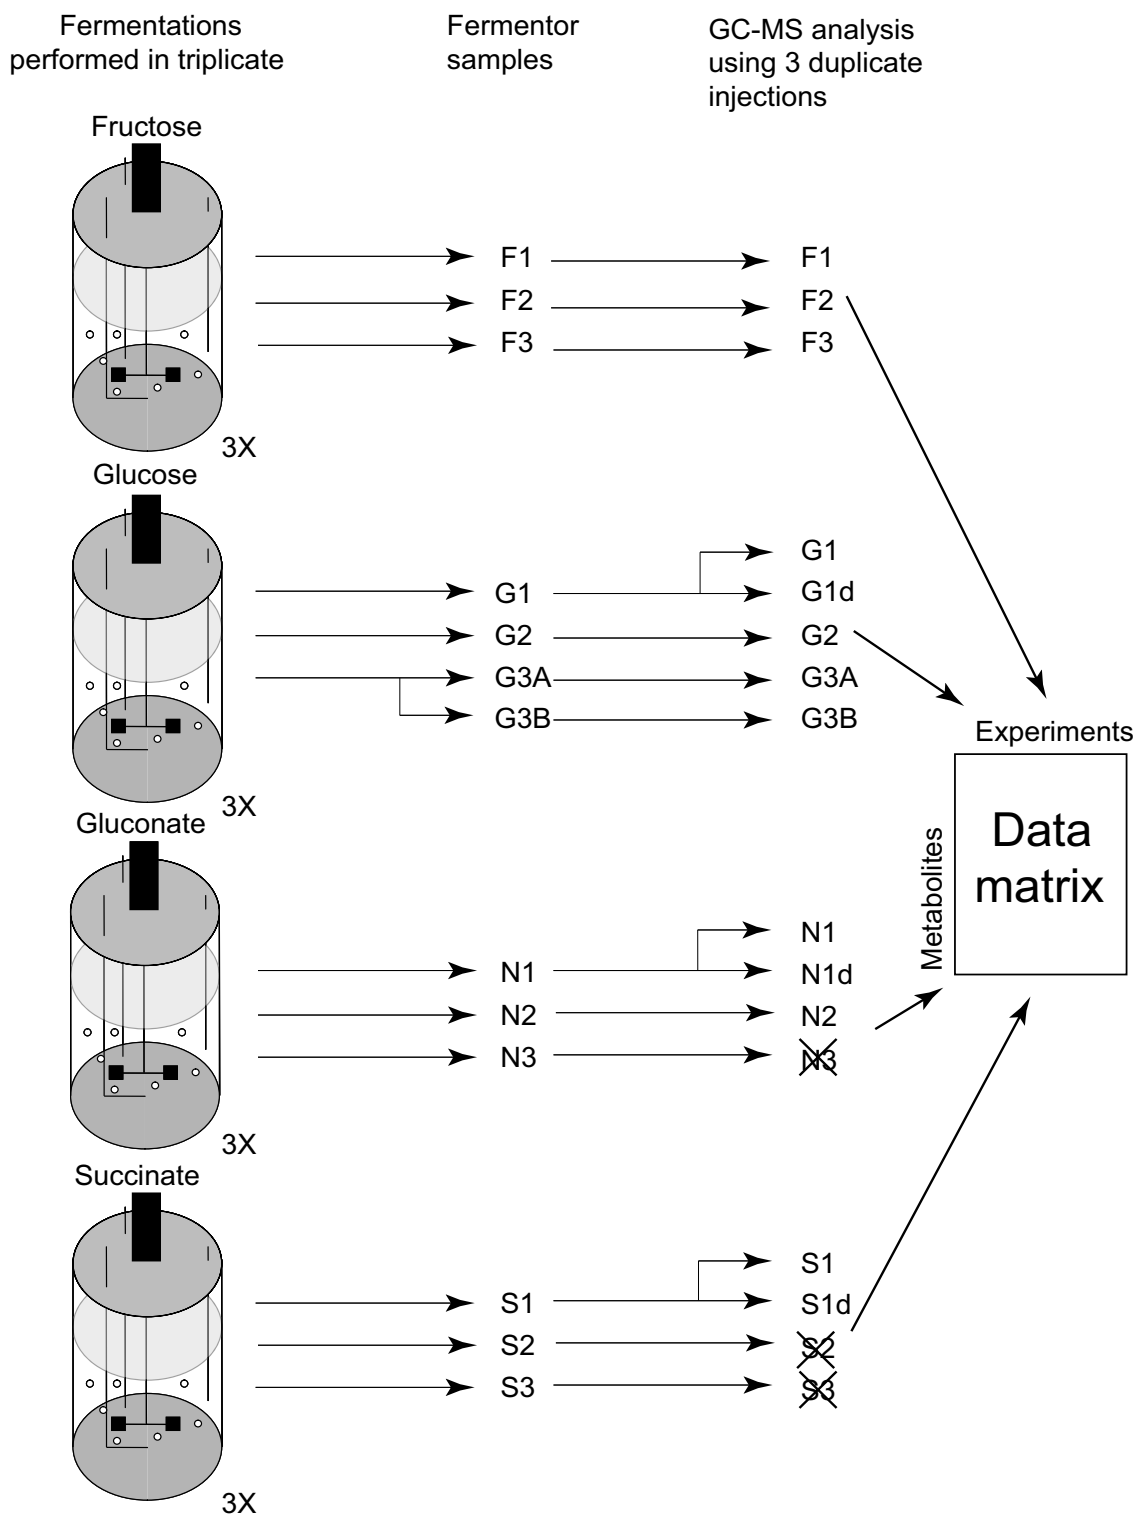 Fermentations
performed in triplicate
Fermentor
samples
GC-MS analysis
using 3 duplicate
injections
Fructose
F1
F1
F2
F2
F3
F3
3X
Glucose
G1
G1
G1d
G2
G2
G3A
G3A
G3B
G3B
3X
Experiments
Data
matrix
Metabolites
Gluconate
N1
N1
N1d
N2
N2
N3
N3
3X
Succinate
S1
S1
S1d
S2
S2
S3
S3
3X